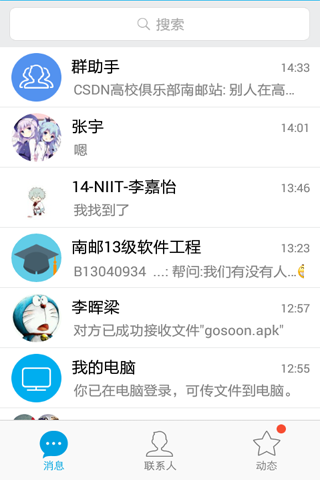 搜索
群助手
14:33
CSDN高校俱乐部南邮站: 别人在高…
张宇
14:01
嗯
14-NIIT-李嘉怡
13:46
我找到了
南邮13级软件工程
13:23
B13040934 ...: 帮问:我们有没有人…
李晖梁
12:57
对方已成功接收文件"gosoon.apk"
我的电脑
12:55
你已在电脑登录，可传文件到电脑。
消息
联系人
动态